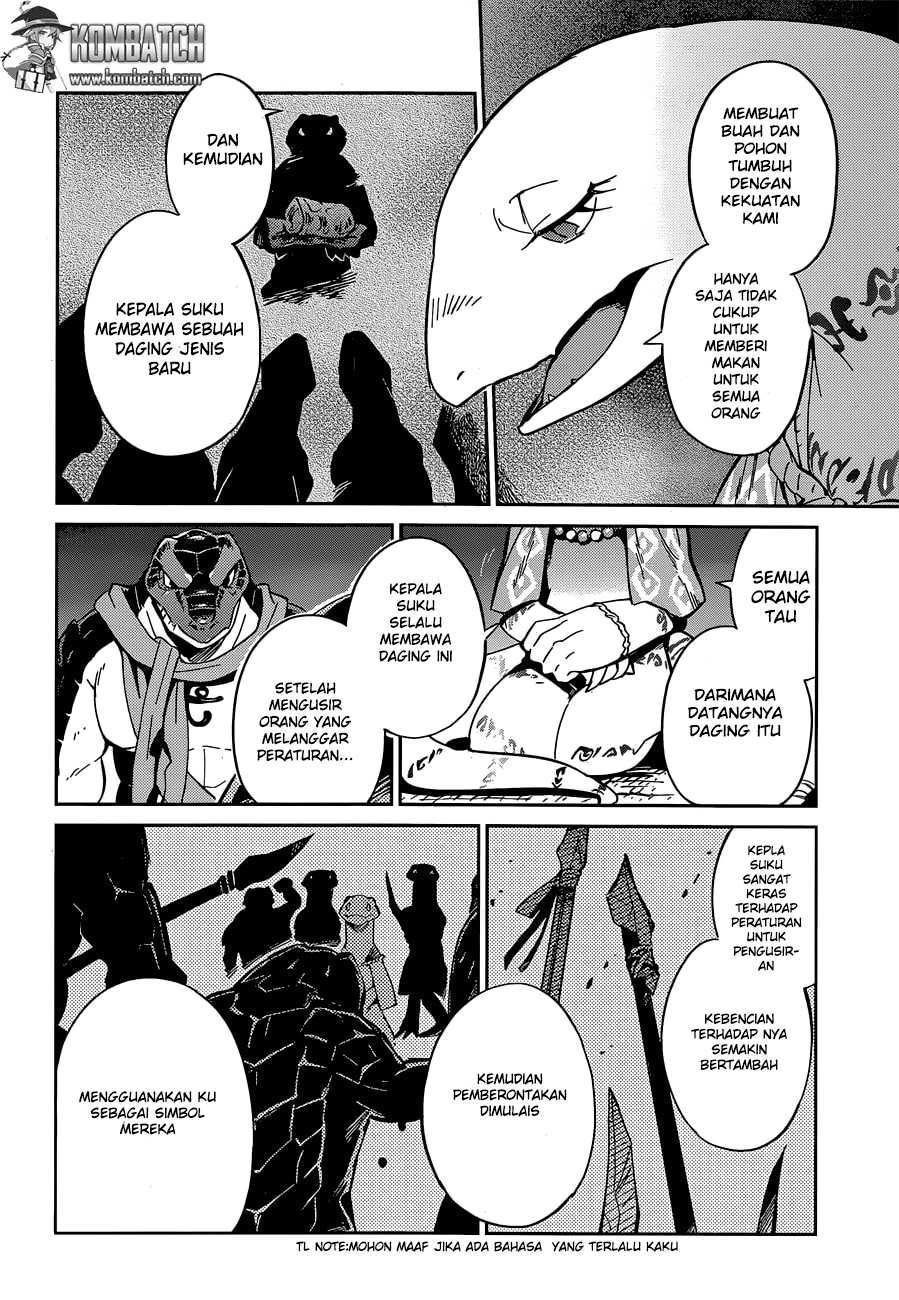 KOMBATCH
www.kombatch.com
MEMBUAT
BUAH DAN
POHON
TUMBUH
DENGAN
KEKUATAN
KAMI
HANYA
SAJA TIDAK
CUKUP
UNTUK
MEMBERI
MAKAN
UNTUK
SEMUA
ORANG
DAN
KEMUDIAN
KEPALA SUKU
MEMBAWA SEBUAH
DAGING JENIS
BARU
SEMUA
ORANG
TAU
DARIMANA
DATANGNYA
DAGING ITU
KEPALA
SUKU
SELALU
MEMBAWA
DAGING INI
SETELAH
MENGUSIR
ORANG YANG
MELANGGAR
PERATURAN...
KEPLA
SUKU
SANGAT
KERAS
TERHADAP
PERATURAN
UNTUK
PENGUSIR-
AN
KEBENCIAN
TERHADAP NYA
SEMAKIN
BERTAMBAH
KEMUDIAN
PEMBERONTAKAN
DIMULAIS
MENGGUANAKAN KU
SEBAGAI SIMBOL
MEREKA
TL NOTE:MOHON MAAF JIKA ADA BAHASA YANG TERLALU KAKU